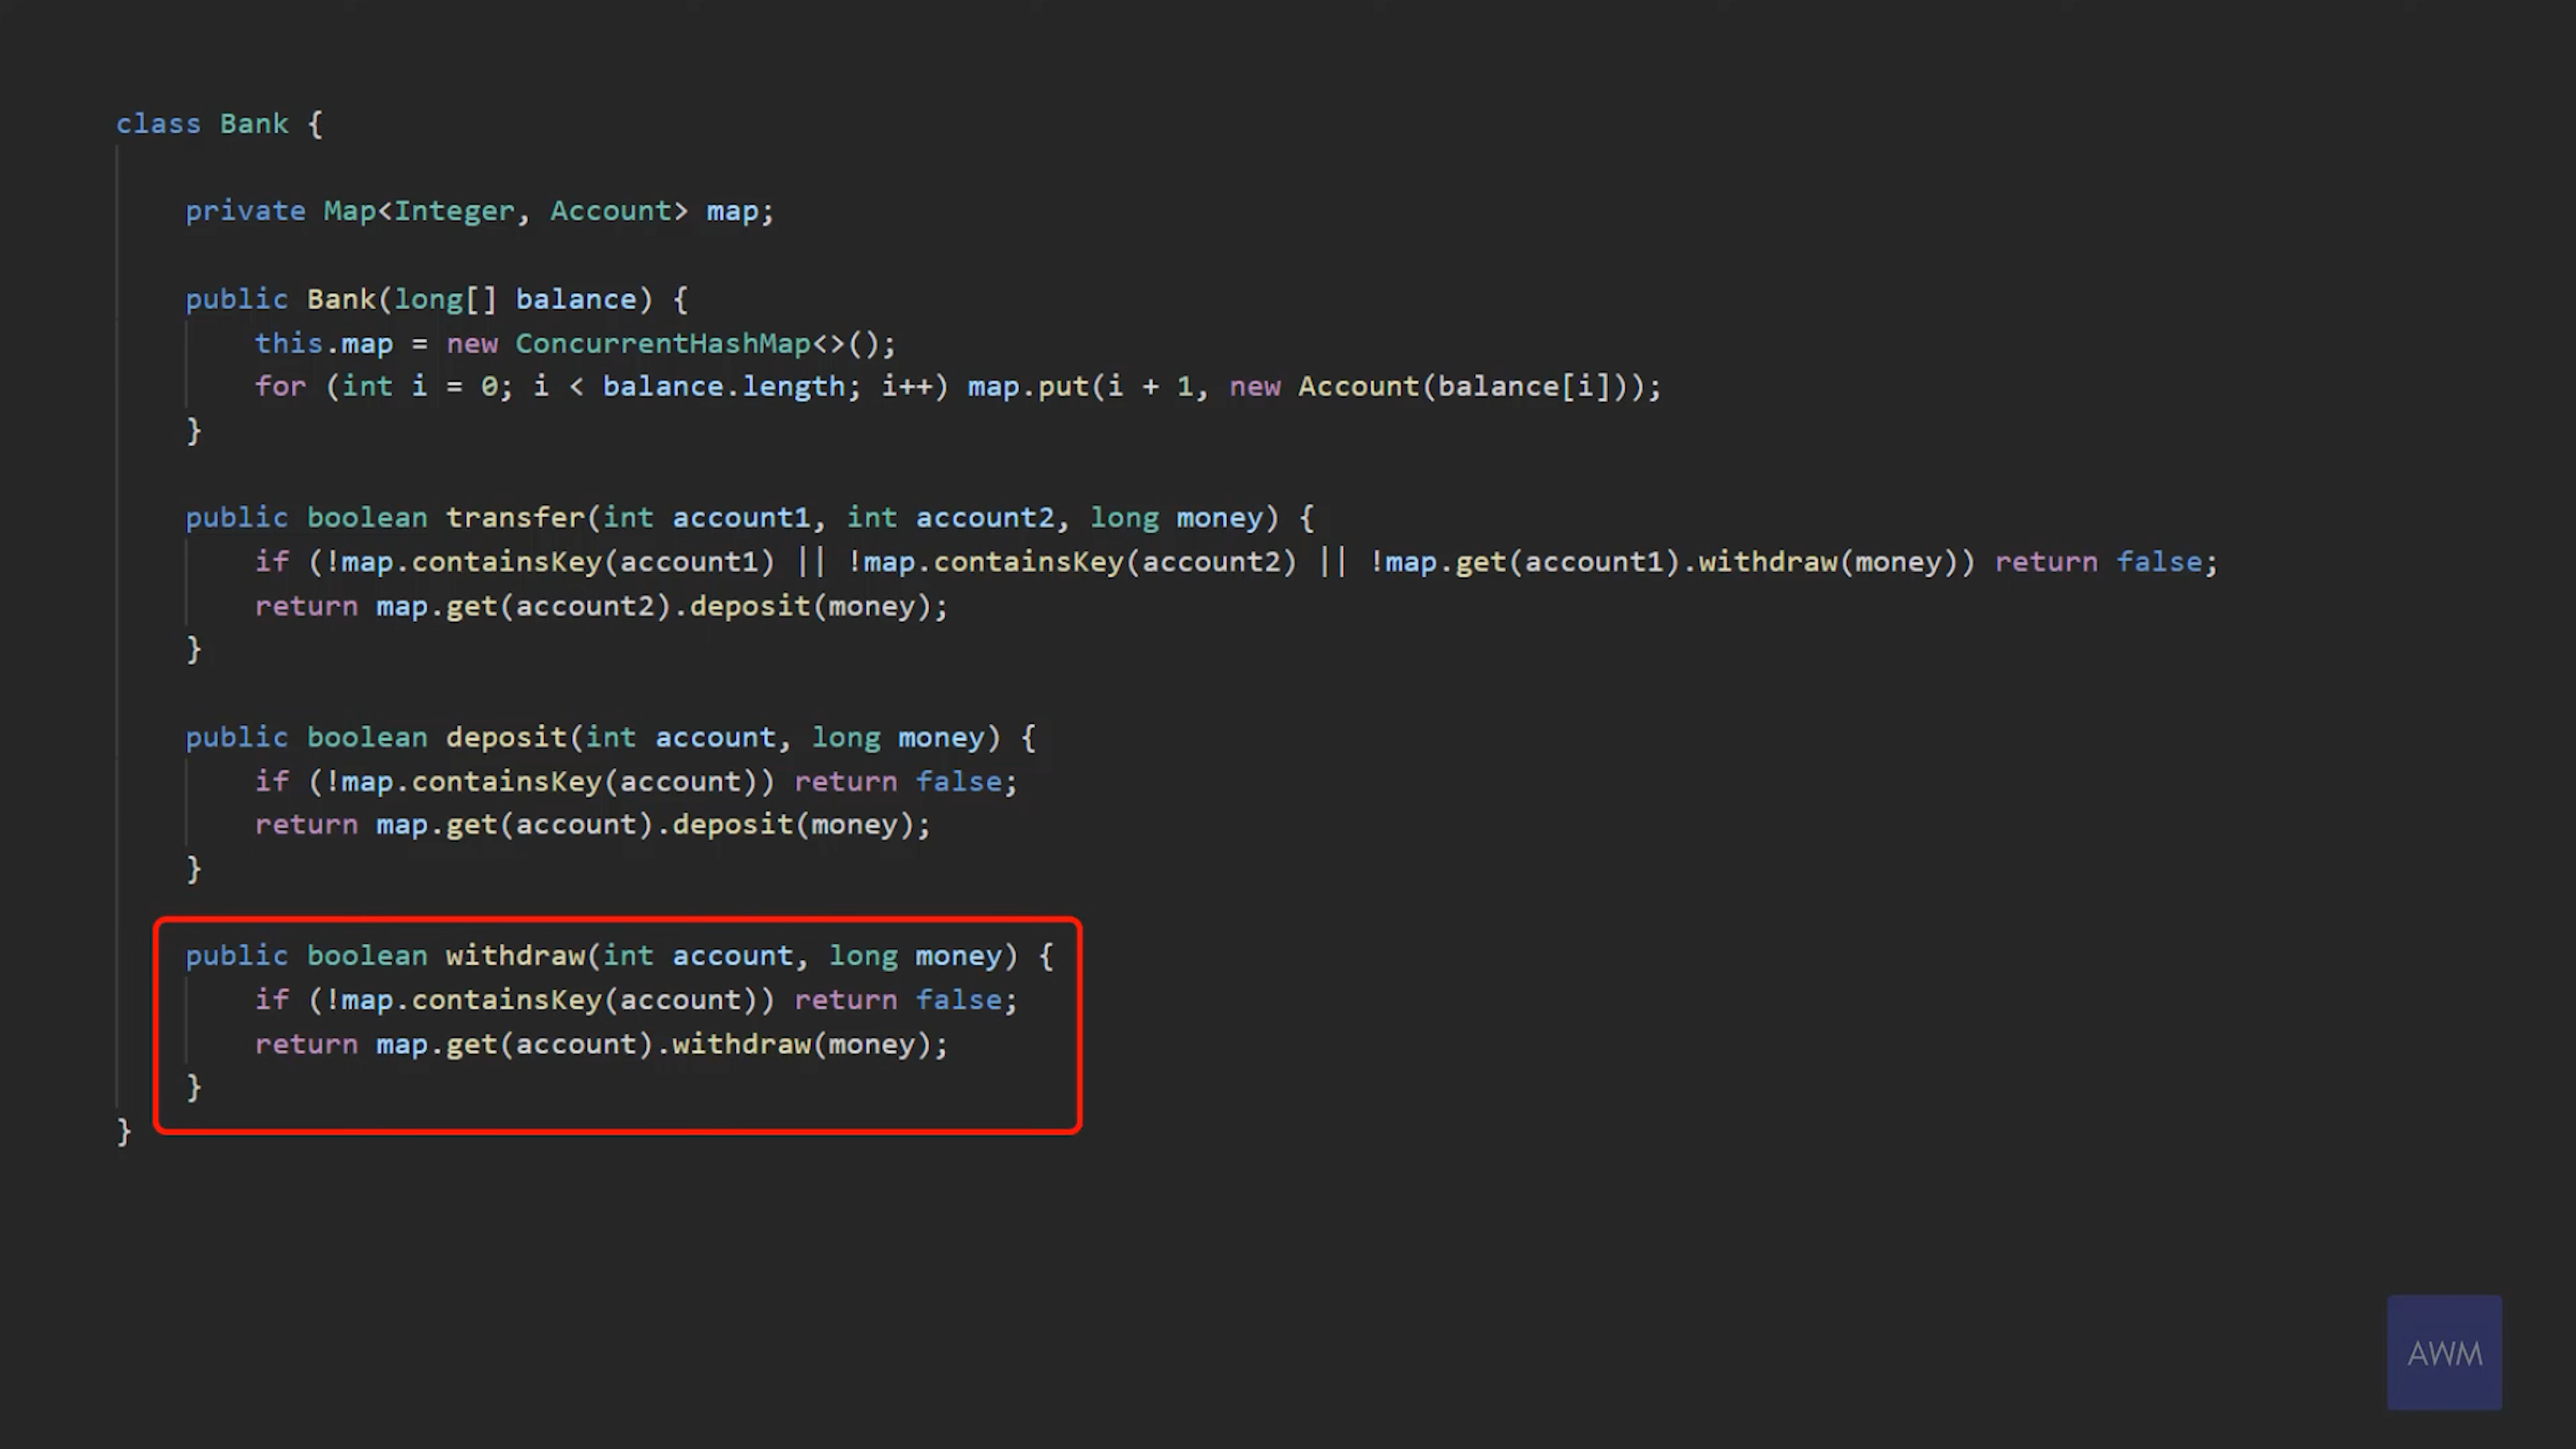 class Bank {
private Map<Integer, Account> map;
public Bank(long[] balance) {
this.map = new ConcurrentHashMap<>();
for (int i = 0; i < balance.length; i++) map.put(i + 1, new Account(balance[i]));
}
public boolean transfer(int account1, int account2, long money) {
if (!map.containsKey(account1) || !map.containsKey(account2) || !map.get(account1).withdraw(money)) return false;
return map.get(account2).deposit(money);
}
public boolean deposit(int account, long money) {
if (!map.containsKey(account)) return false;
return map.get(account).deposit(money);
}
public boolean withdraw(int account, long money) {
if (!map.containsKey(account)) return false;
return map.get(account).withdraw(money);
}
}
AWM